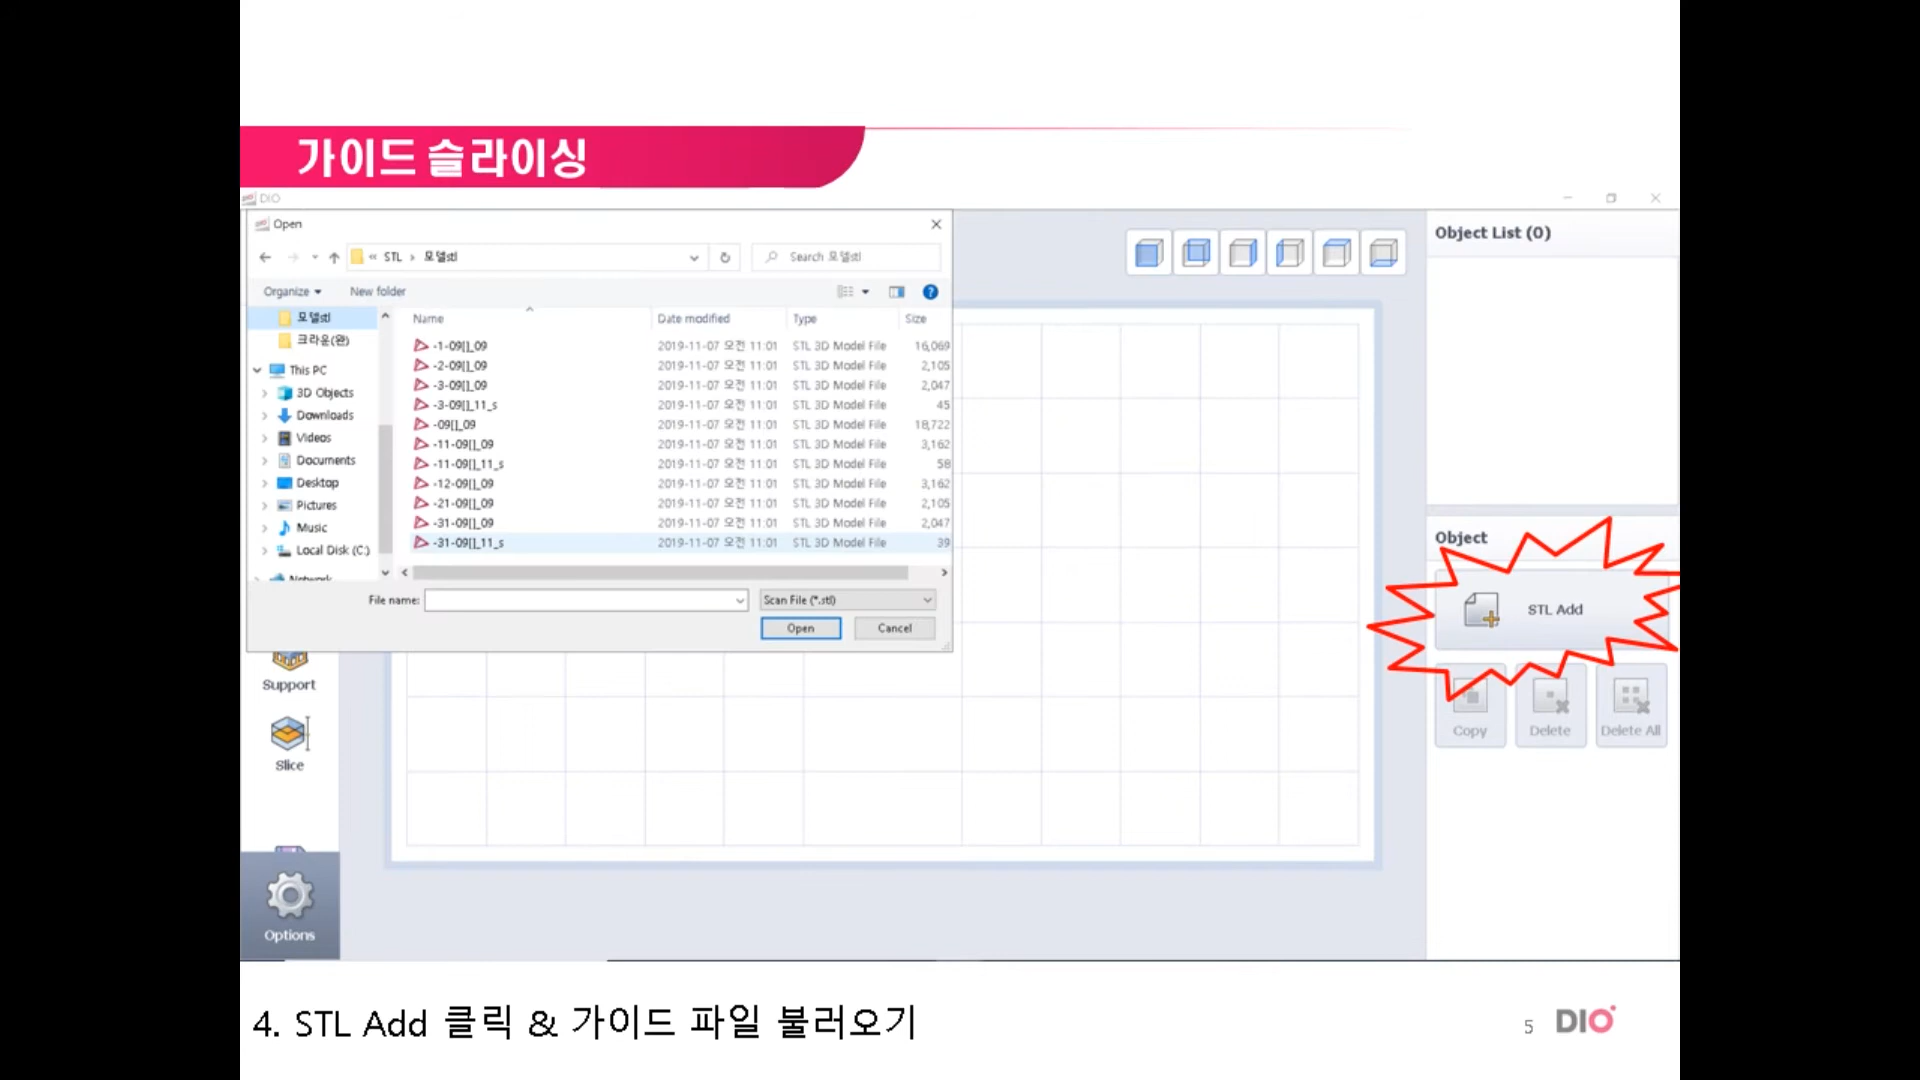 가이드 슬라이싱
DIO
Open
« STL › 모델stl
Search 모델stl
Organize
New folder
모델stl
크라운(완)
This PC
3D Objects
Downloads
Videos
Documents
Desktop
Pictures
Music
Local Disk (C:)
Network
Name Date modified Type Size
-1-09[]_09 2019-11-07 오전 11:01 STL 3D Model File 16,069
-2-09[]_09 2019-11-07 오전 11:01 STL 3D Model File 2,105
-3-09[]_09 2019-11-07 오전 11:01 STL 3D Model File 2,047
-3-09[]_11_s 2019-11-07 오전 11:01 STL 3D Model File 45
-09[]_09 2019-11-07 오전 11:01 STL 3D Model File 18,722
-11-09[]_09 2019-11-07 오전 11:01 STL 3D Model File 3,162
-11-09[]_11_s 2019-11-07 오전 11:01 STL 3D Model File 58
-12-09[]_09 2019-11-07 오전 11:01 STL 3D Model File 3,162
-21-09[]_09 2019-11-07 오전 11:01 STL 3D Model File 2,105
-31-09[]_09 2019-11-07 오전 11:01 STL 3D Model File 2,047
-31-09[]_11_s 2019-11-07 오전 11:01 STL 3D Model File 39
File name:
Scan File (*.stl)
Open
Cancel
Support
Slice
Options
Object List (0)
Object
STL Add
Copy
Delete
Delete All
4. STL Add 클릭 & 가이드 파일 불러오기
5
DIO